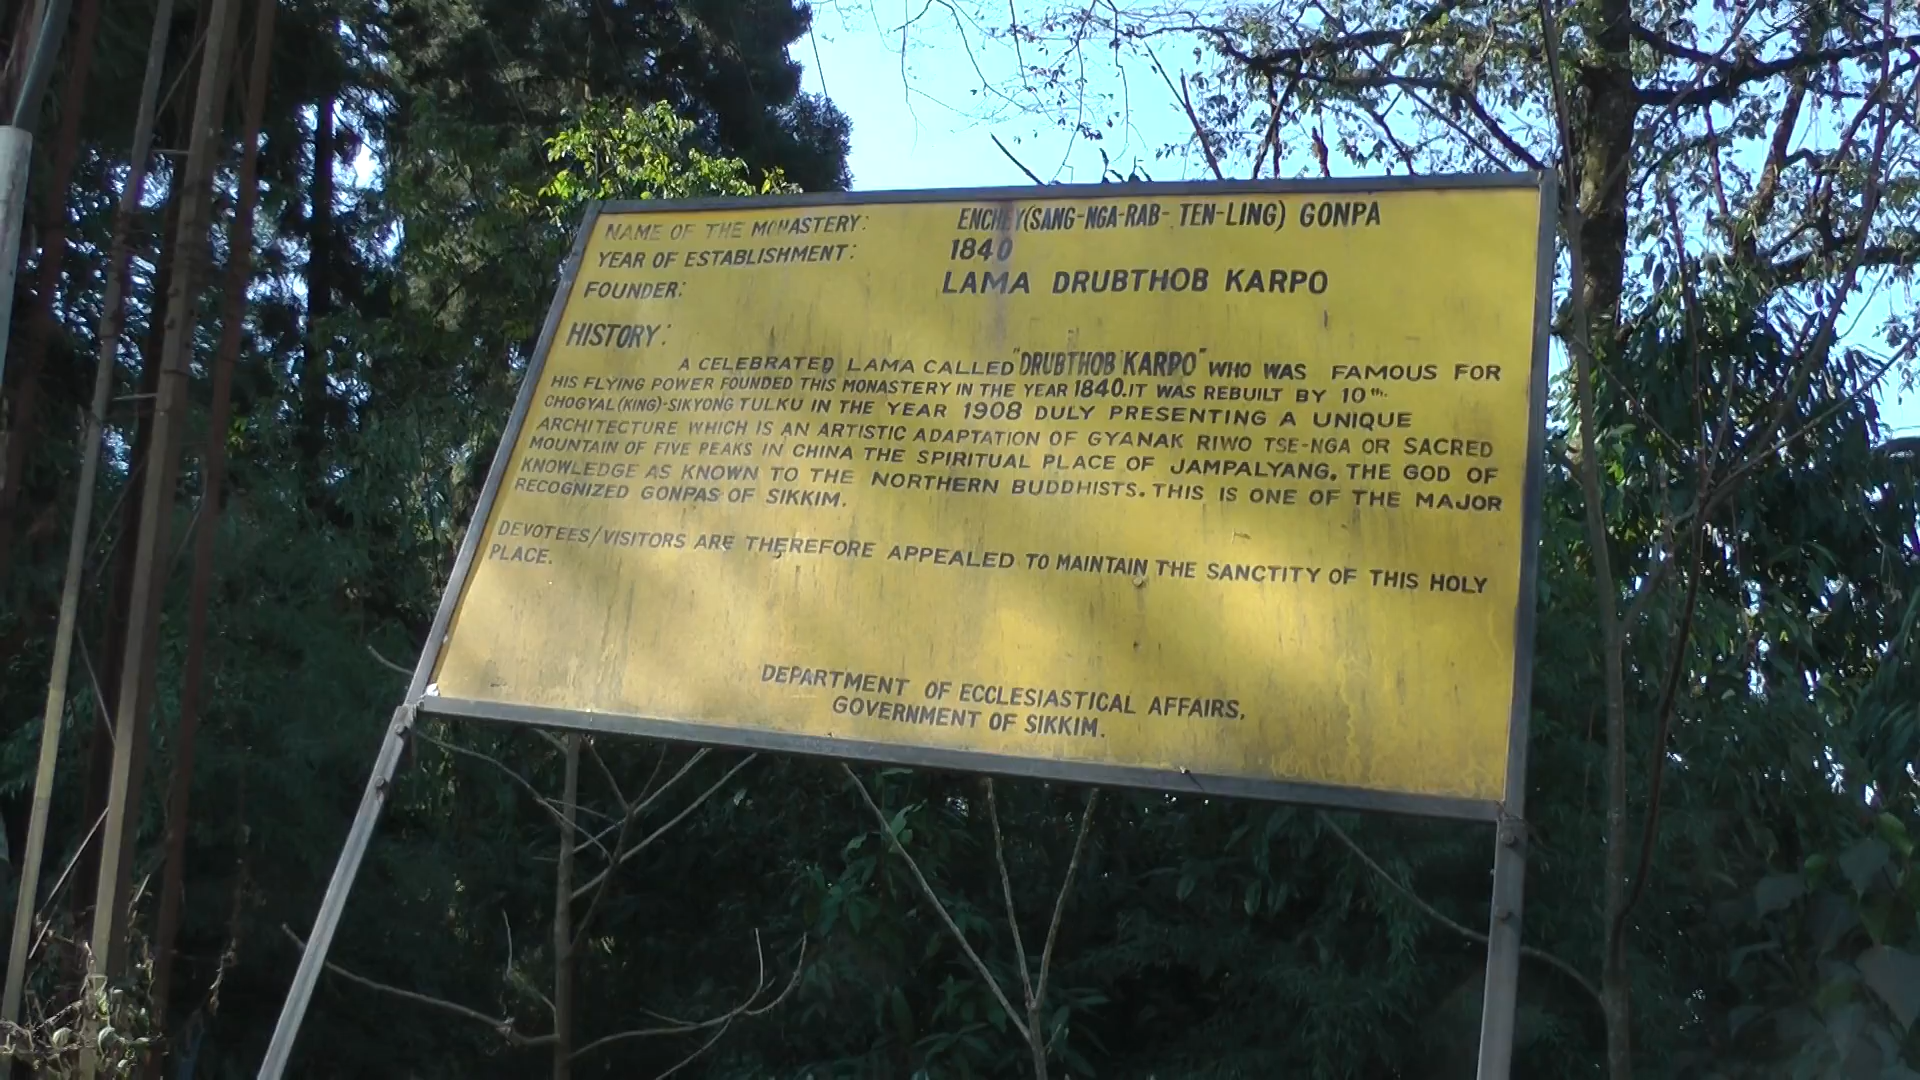 NAME OF THE MONASTERY: ENCHEY(SANG-NGA-RAB- TEN-LING) GONPA
YEAR OF ESTABLISHMENT: 1840
FOUNDER: LAMA DRUBTHOB KARPO
HISTORY:
A CELEBRATED LAMA CALLED "DRUBTHOB KARPO" WHO WAS FAMOUS FOR
HIS FLYING POWER FOUNDED THIS MONASTERY IN THE YEAR 1840.IT WAS REBUILT BY 10th.
CHOGYAL(KING)-SIKYONG TULKU IN THE YEAR 1908 DULY PRESENTING A UNIQUE
ARCHITECTURE WHICH IS AN ARTISTIC ADAPTATION OF GYANAK RIWO TSE-NGA OR SACRED
MOUNTAIN OF FIVE PEAKS IN CHINA THE SPIRITUAL PLACE OF JAMPALYANG. THE GOD OF
KNOWLEDGE AS KNOWN TO THE NORTHERN BUDDHISTS. THIS IS ONE OF THE MAJOR
RECOGNIZED GONPAS OF SIKKIM.
DEVOTEES/VISITORS ARE THEREFORE APPEALED TO MAINTAIN THE SANCTITY OF THIS HOLY
PLACE.
DEPARTMENT OF ECCLESIASTICAL AFFAIRS,
GOVERNMENT OF SIKKIM.